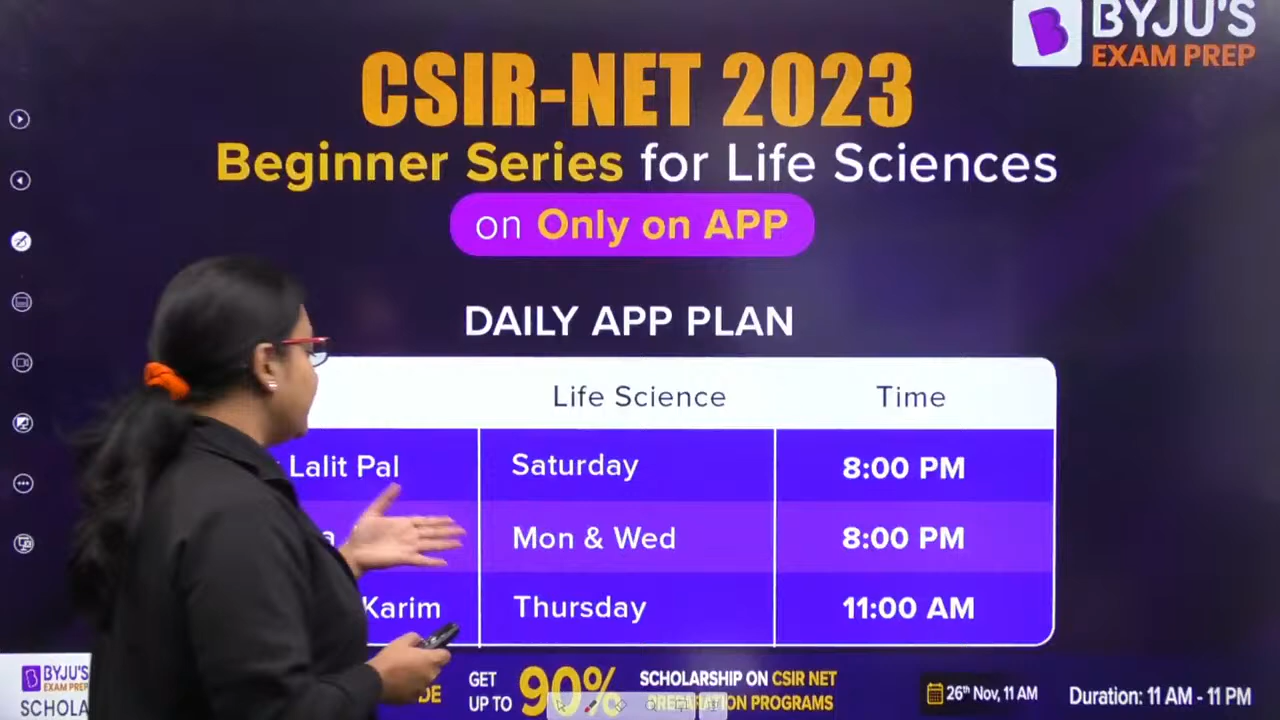 BYJU'S
EXAM PREP
CSIR-NET 2023
Beginner Series for Life Sciences
on Only on APP
DAILY APP PLAN
Life Science Time
Lalit Pal Saturday 8:00 PM
Mon & Wed 8:00 PM
Karim Thursday 11:00 AM
BYJU'S
EXAM PREP
GET
UP TO
90%
SCHOLARSHIP ON CSIR NET
PREPARATION PROGRAMS
26th Nov, 11 AM
Duration: 11 AM - 11 PM